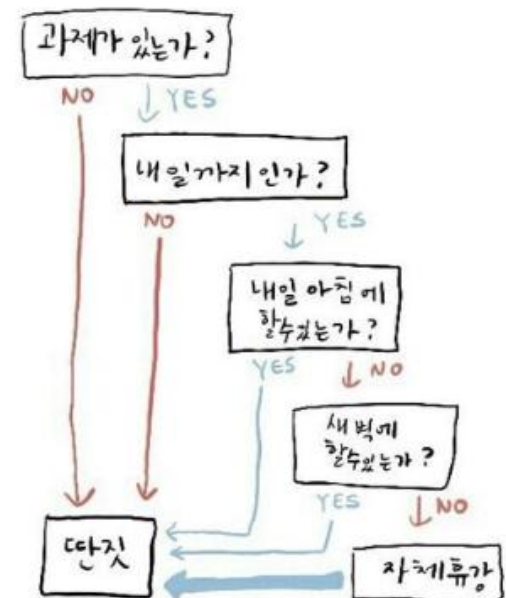 과제가 있는가?
NO
YES
내일까지인가?
NO
YES
내일 아침에
할수있는가?
YES
NO
새벽에
할수있는가?
YES
NO
딴짓
자체휴강